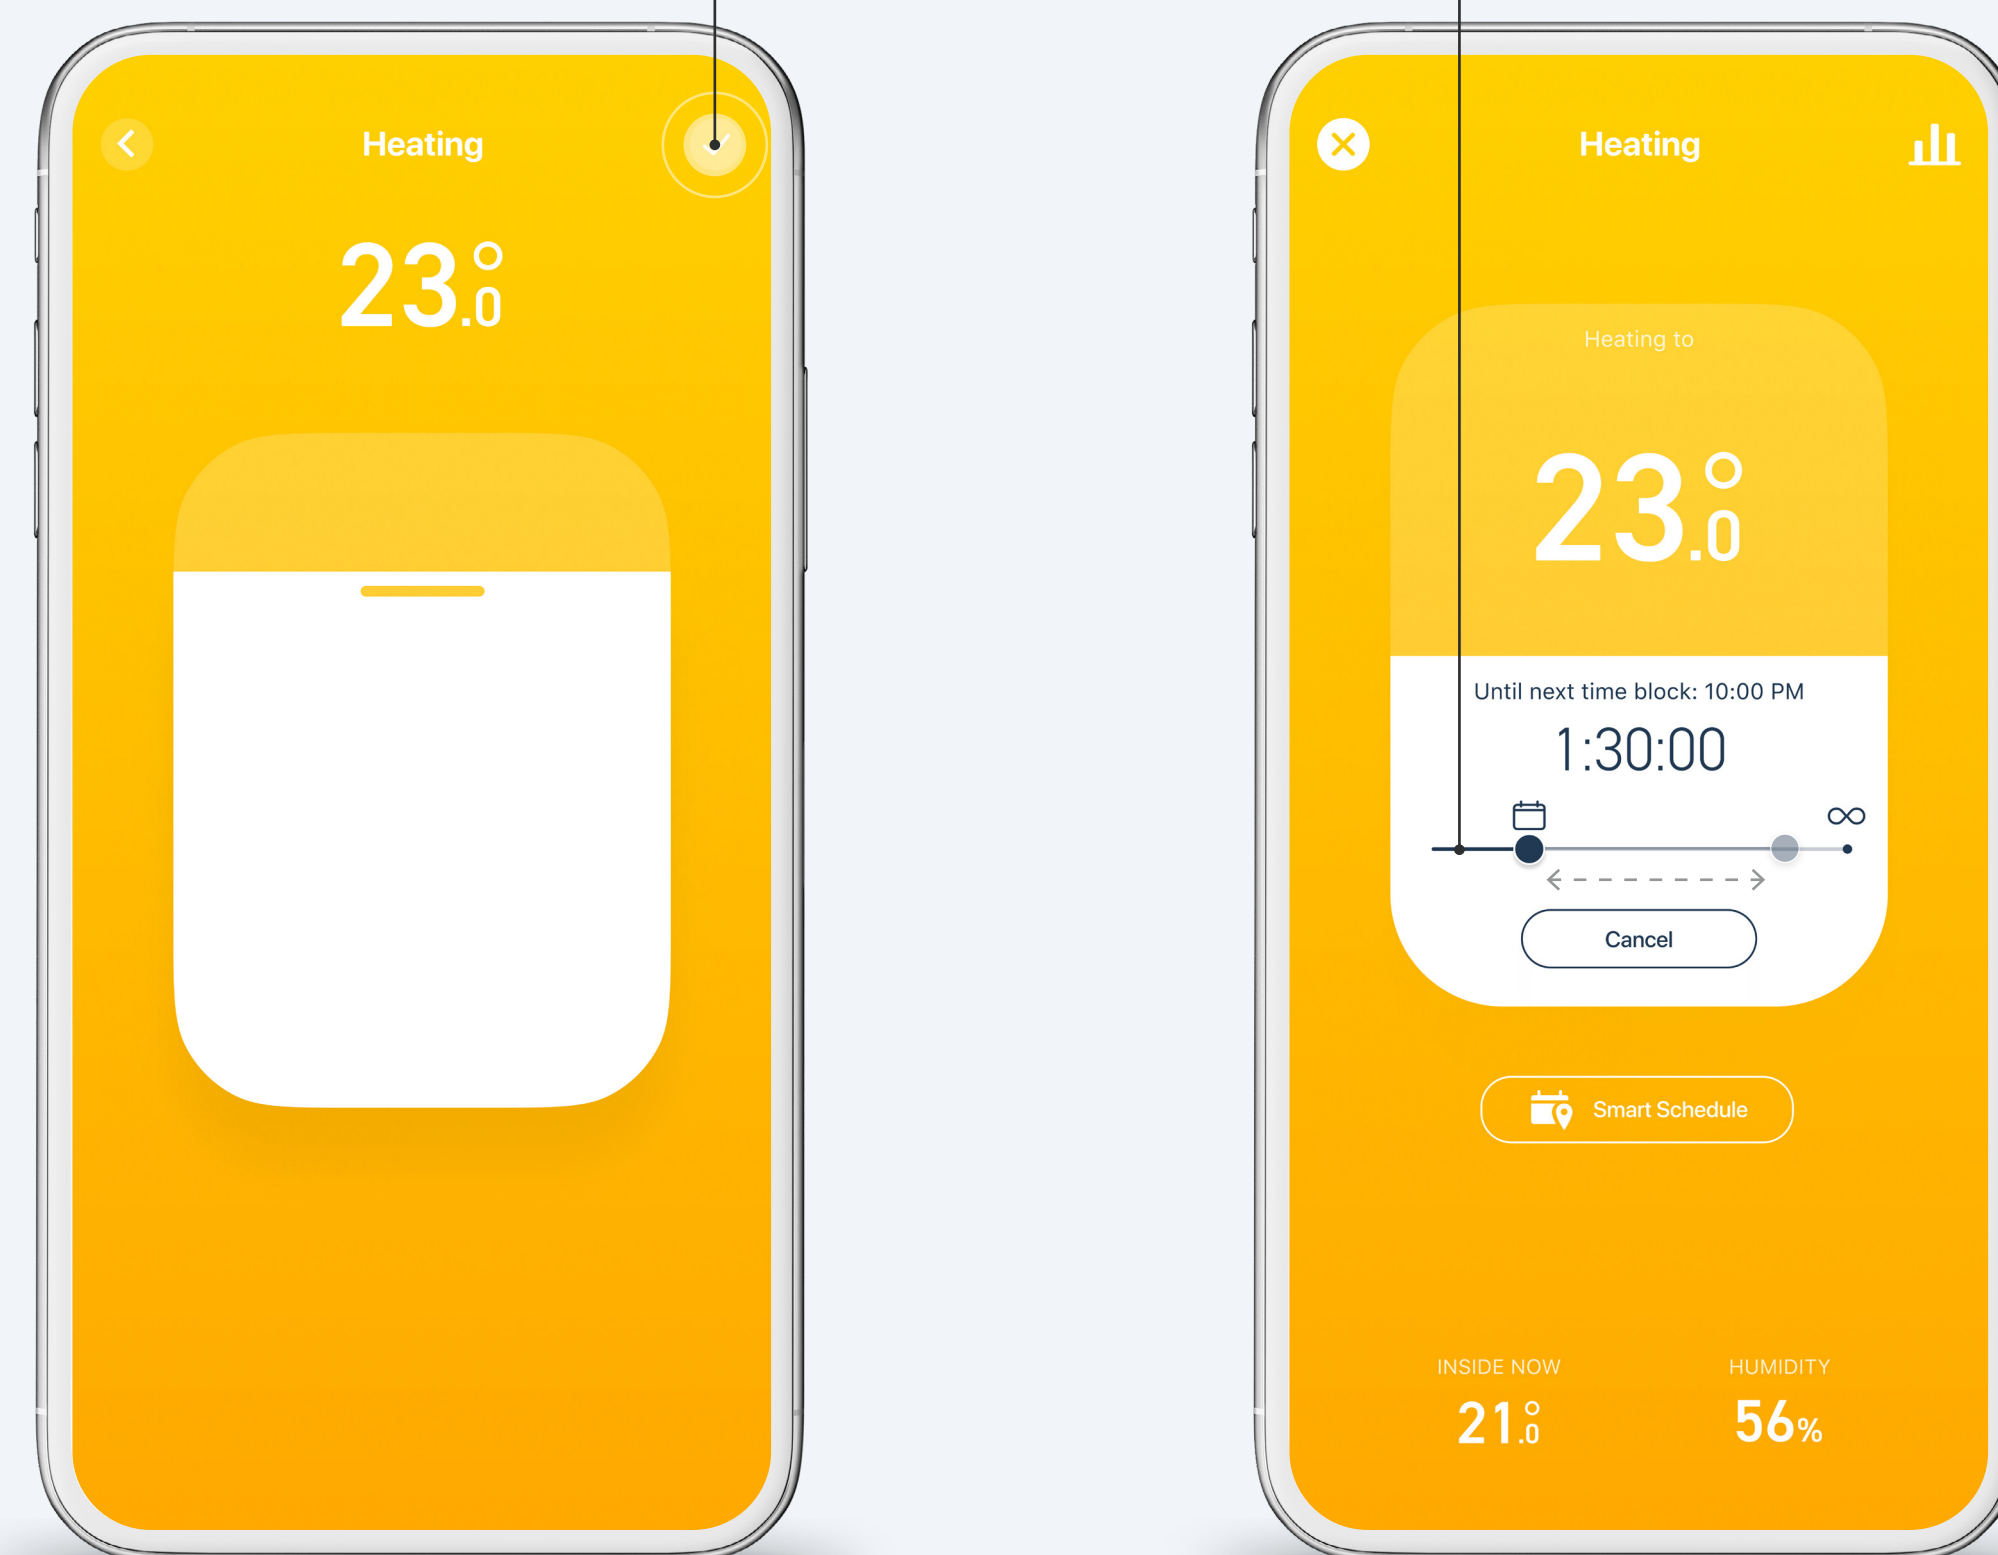 Heating
23.0°
Heating
Heating to
23.0°
Until next time block: 10:00 PM
1:30:00
Cancel
Smart Schedule
INSIDE NOW
21.0°
HUMIDITY
56%